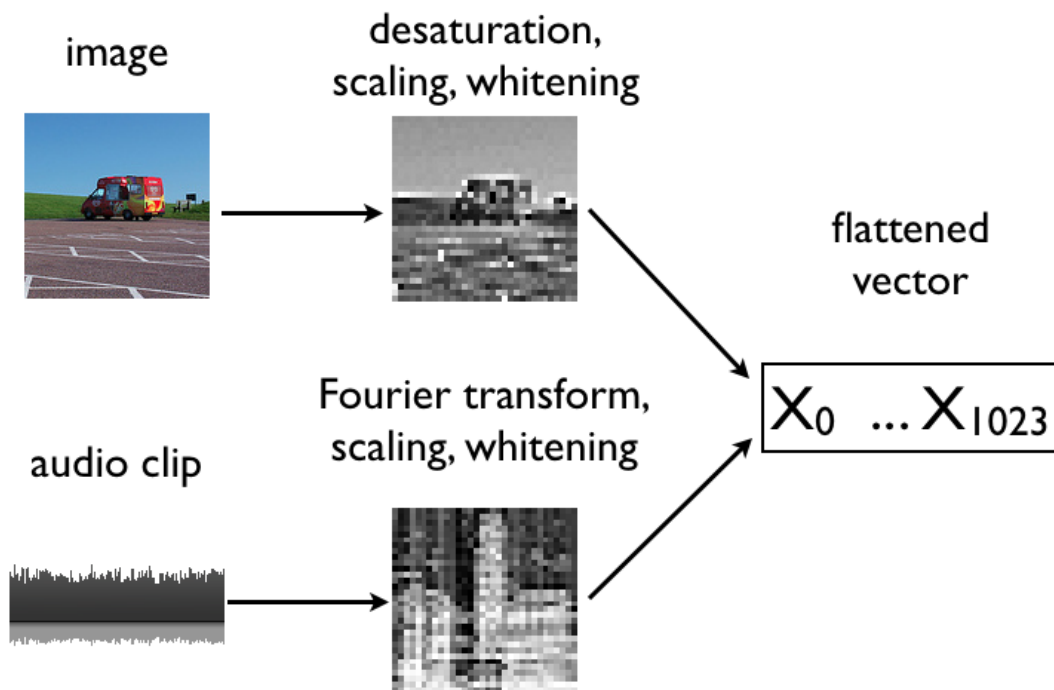 image
desaturation,
scaling, whitening
flattened
vector
X₀ ... X₁₀₂₃
Fourier transform,
scaling, whitening
audio clip